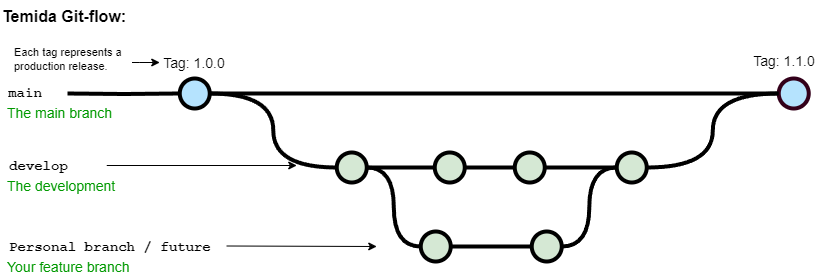 Temida Git-flow:
Each tag represents a
production release.
Tag: 1.0.0
Tag: 1.1.0
main
The main branch
develop
The development
Personal branch / future
Your feature branch